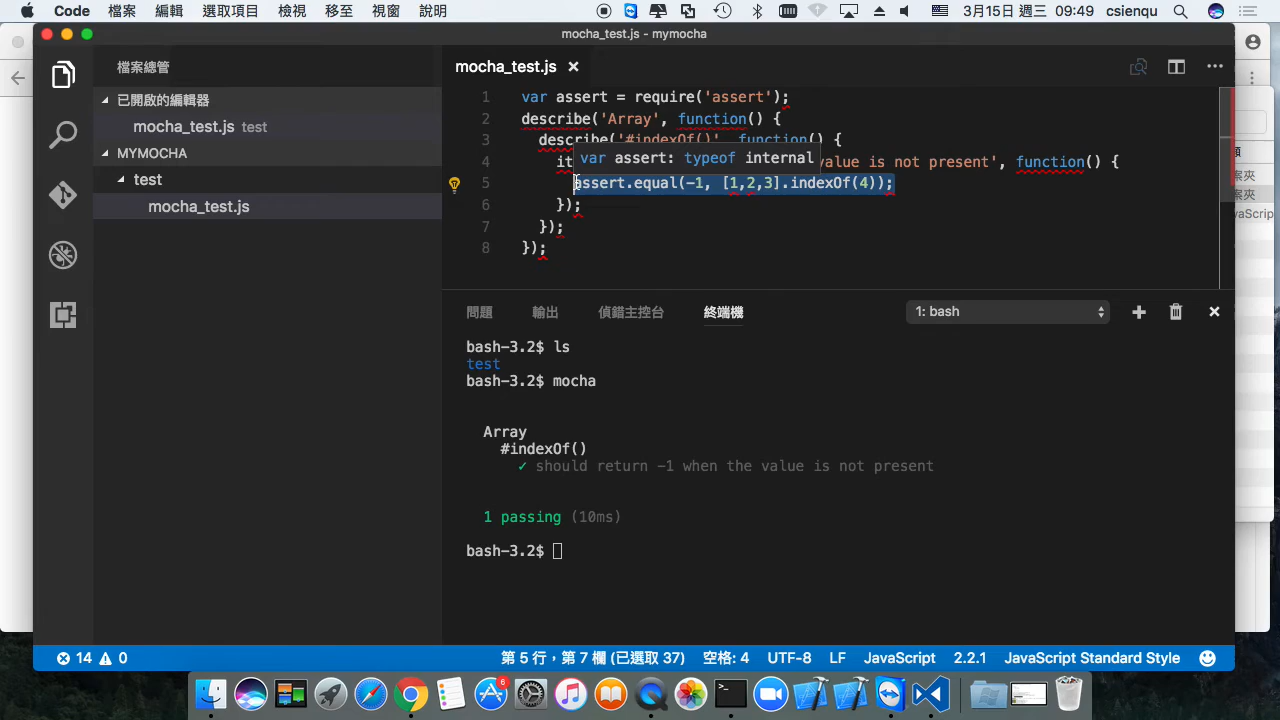 Code 檔案 編輯 選取項目 檢視 移至 視窗 說明 3月15日 週三 09:49 csienqu
mocha_test.js - mymocha
檔案總管
已開啟的編輯器
mocha_test.js test
MYMOCHA
test
mocha_test.js
mocha_test.js
1 var assert = require('assert');
2 describe('Array', function() {
3 describe('#indexOf()', function() {
var assert: typeof internal
4 it value is not present', function() {
5 assert.equal(-1, [1,2,3].indexOf(4));
6 });
7 });
8 });
問題 輸出 偵錯主控台 終端機 1: bash
bash-3.2$ ls
test
bash-3.2$ mocha
Array
#indexOf()
✓ should return -1 when the value is not present
1 passing (10ms)
bash-3.2$
14 0 第 5 行，第 7 欄 (已選取 37) 空格: 4 UTF-8 LF JavaScript 2.2.1 JavaScript Standard Style
案夾
案夾
vaScrip
6